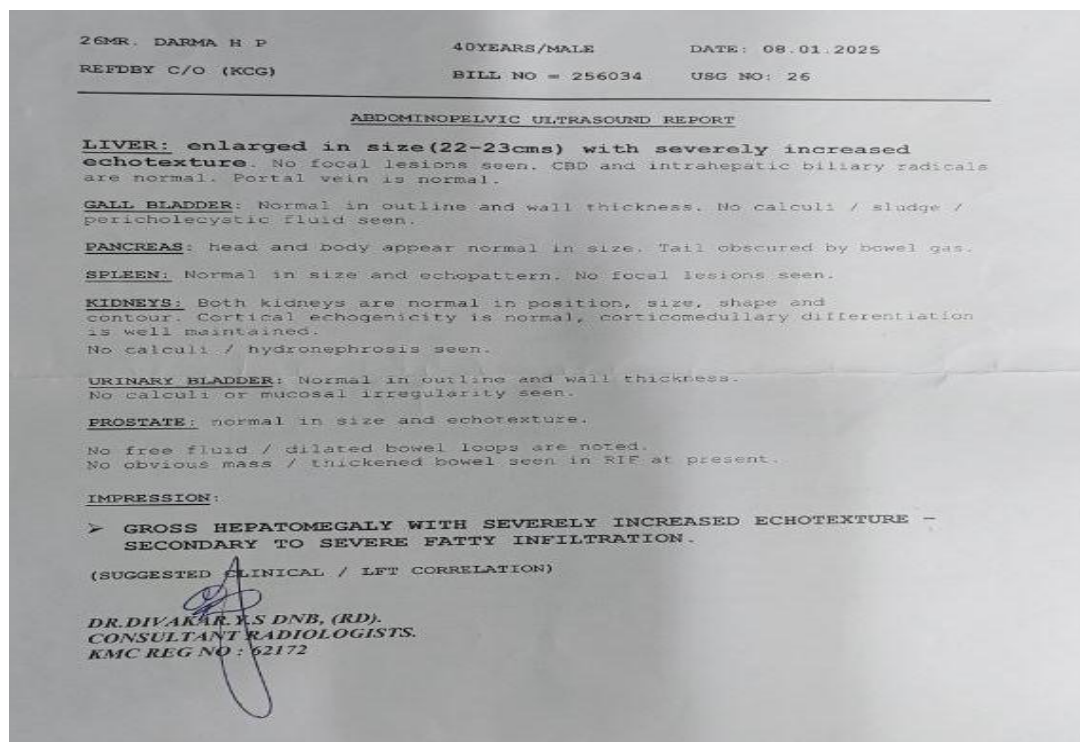 26MR. DARMA H P 40YEARS/MALE DATE: 08.01.2025
REFDBY C/O (KCG) BILL NO = 256034 USG NO: 26
ABDOMINOPELVIC ULTRASOUND REPORT
LIVER: enlarged in size(22-23cms) with severely increased
echotexture. No focal lesions seen. CBD and intrahepatic biliary radicals
are normal. Portal vein is normal.
GALL BLADDER: Normal in outline and wall thickness. No calculi / sludge /
pericholecystic fluid seen.
PANCREAS: head and body appear normal in size. Tail obscured by bowel gas.
SPLEEN: Normal in size and echopattern. No focal lesions seen.
KIDNEYS: Both kidneys are normal in position, size, shape and
contour. Cortical echogenicity is normal, corticomedullary differentiation
is well maintained.
No calculi / hydronephrosis seen.
URINARY BLADDER: Normal in outline and wall thickness.
No calculi or mucosal irregularity seen.
PROSTATE: normal in size and echotexture.
No free fluid / dilated bowel loops are noted.
No obvious mass / thickened bowel seen in RIF at present.
IMPRESSION:
➤ GROSS HEPATOMEGALY WITH SEVERELY INCREASED ECHOTEXTURE –
SECONDARY TO SEVERE FATTY INFILTRATION.
(SUGGESTED CLINICAL / LFT CORRELATION)
DR.DIVAKAR.Y.S DNB, (RD).
CONSULTANT RADIOLOGISTS.
KMC REG NO : 62172